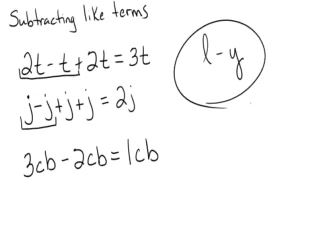 Subtracting like terms
2t - t + 2t = 3t
j - j + j + j = 2j
3cb - 2cb = 1cb
l - y